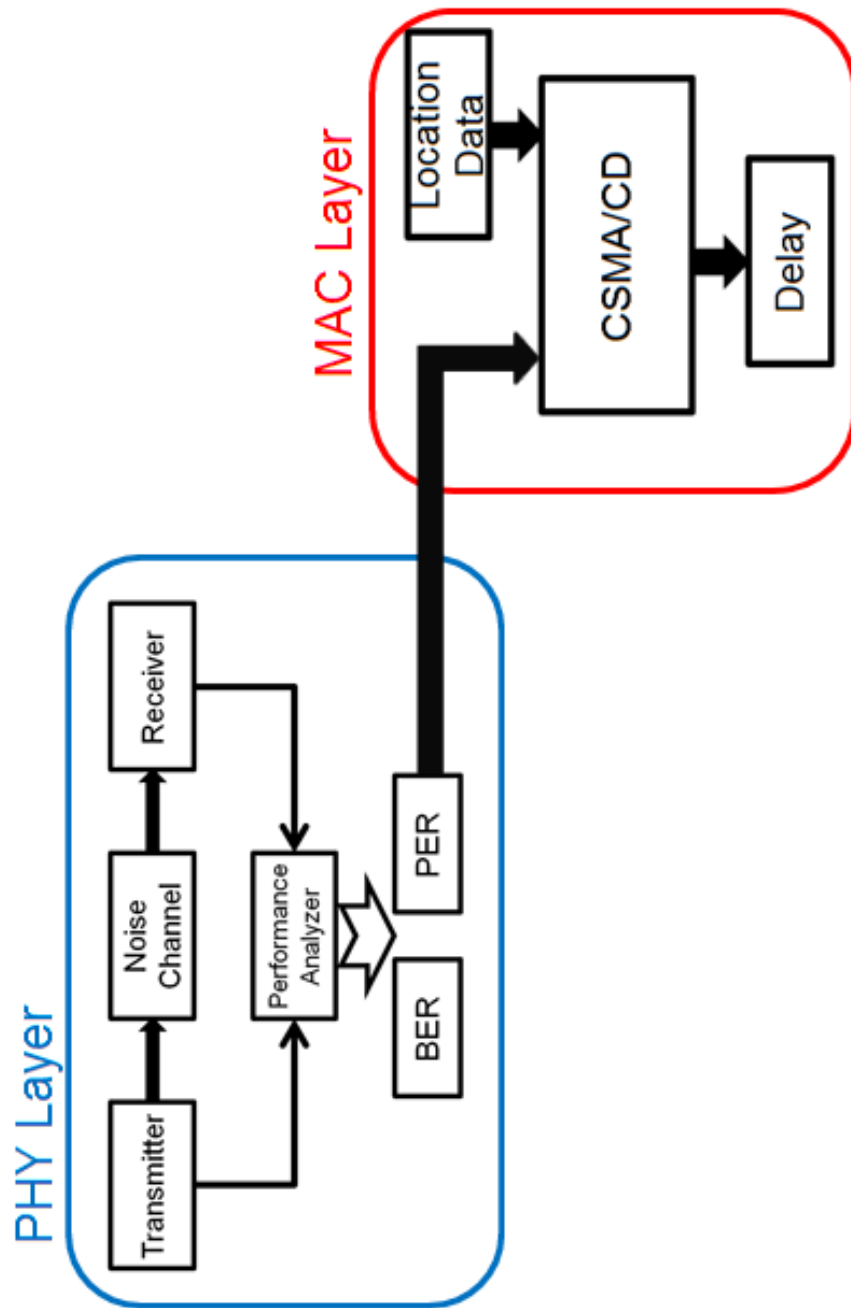 PHY Layer
Transmitter
Noise
Channel
Receiver
Performance
Analyzer
BER
PER
MAC Layer
Location
Data
CSMA/CD
Delay